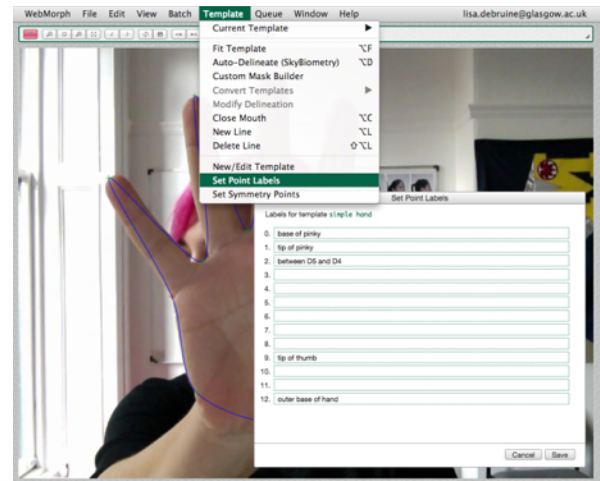 WebMorph File Edit View Batch Template Queue Window Help lisa.debruine@glasgow.ac.uk
Current Template
Fit Template ⌥F
Auto-Delineate (SkyBiometry) ⌥D
Custom Mask Builder
Convert Templates
Modify Delineation
Close Mouth ⌥C
New Line ⌥L
Delete Line ⇧⌥L
New/Edit Template
Set Point Labels
Set Symmetry Points
Set Point Labels
Labels for template simple hand
0. base of pinky
1. tip of pinky
2. between D5 and D4
3.
4.
5.
6.
7.
8.
9. tip of thumb
10.
11.
12. outer base of hand
Cancel Save